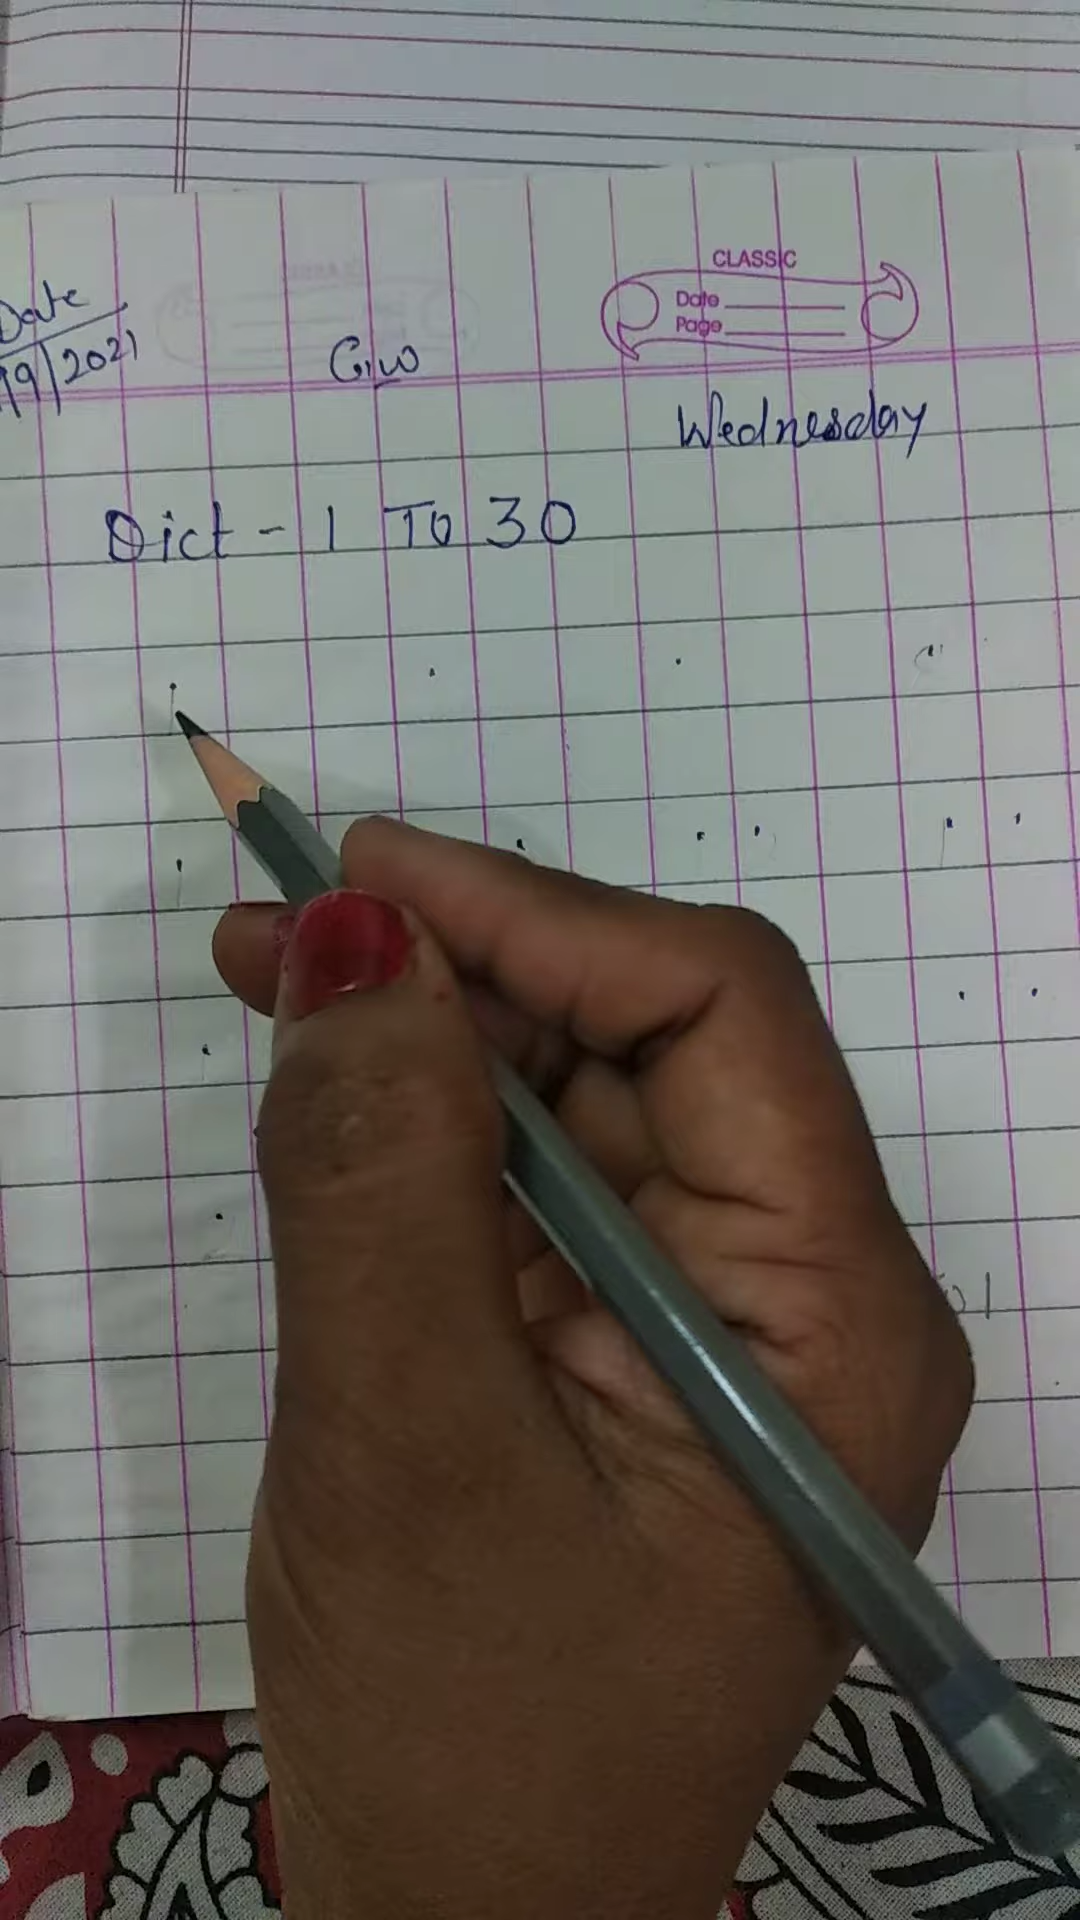 CLASSIC
Date
Page
Date
9/2021
C.W
Wednesday
Dict - 1 TO 30